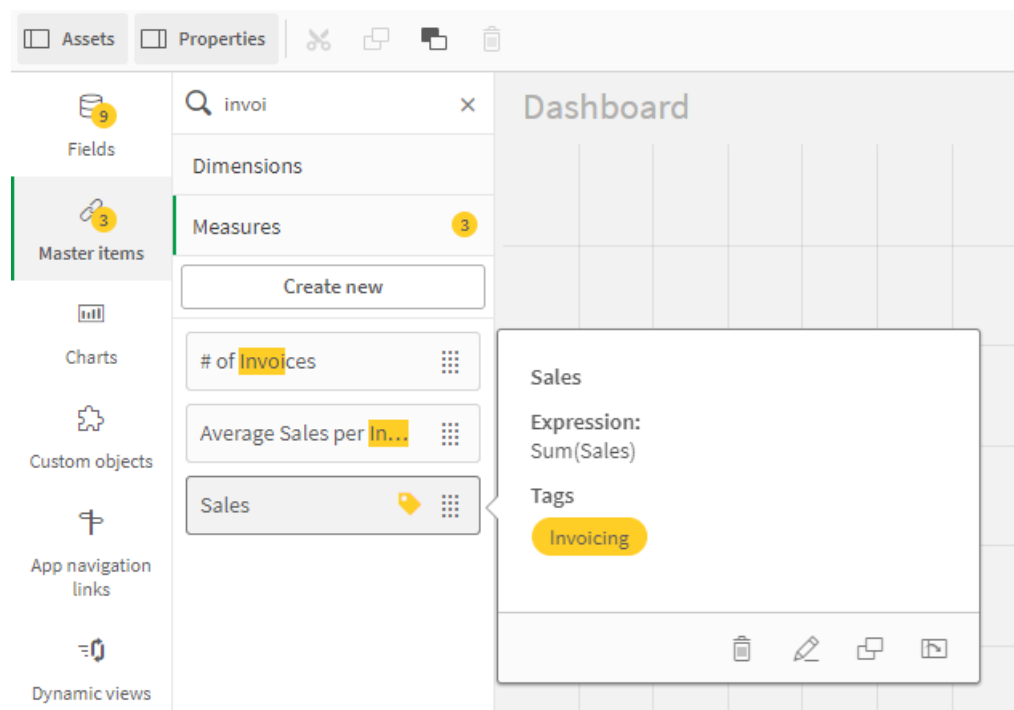 Assets
Properties
9
Fields
3
Master items
Charts
Custom objects
App navigation
links
Dynamic views
invoi
Dimensions
Measures
3
Create new
# of Invoices
Average Sales per In...
Sales
Dashboard
Sales
Expression:
Sum(Sales)
Tags
Invoicing